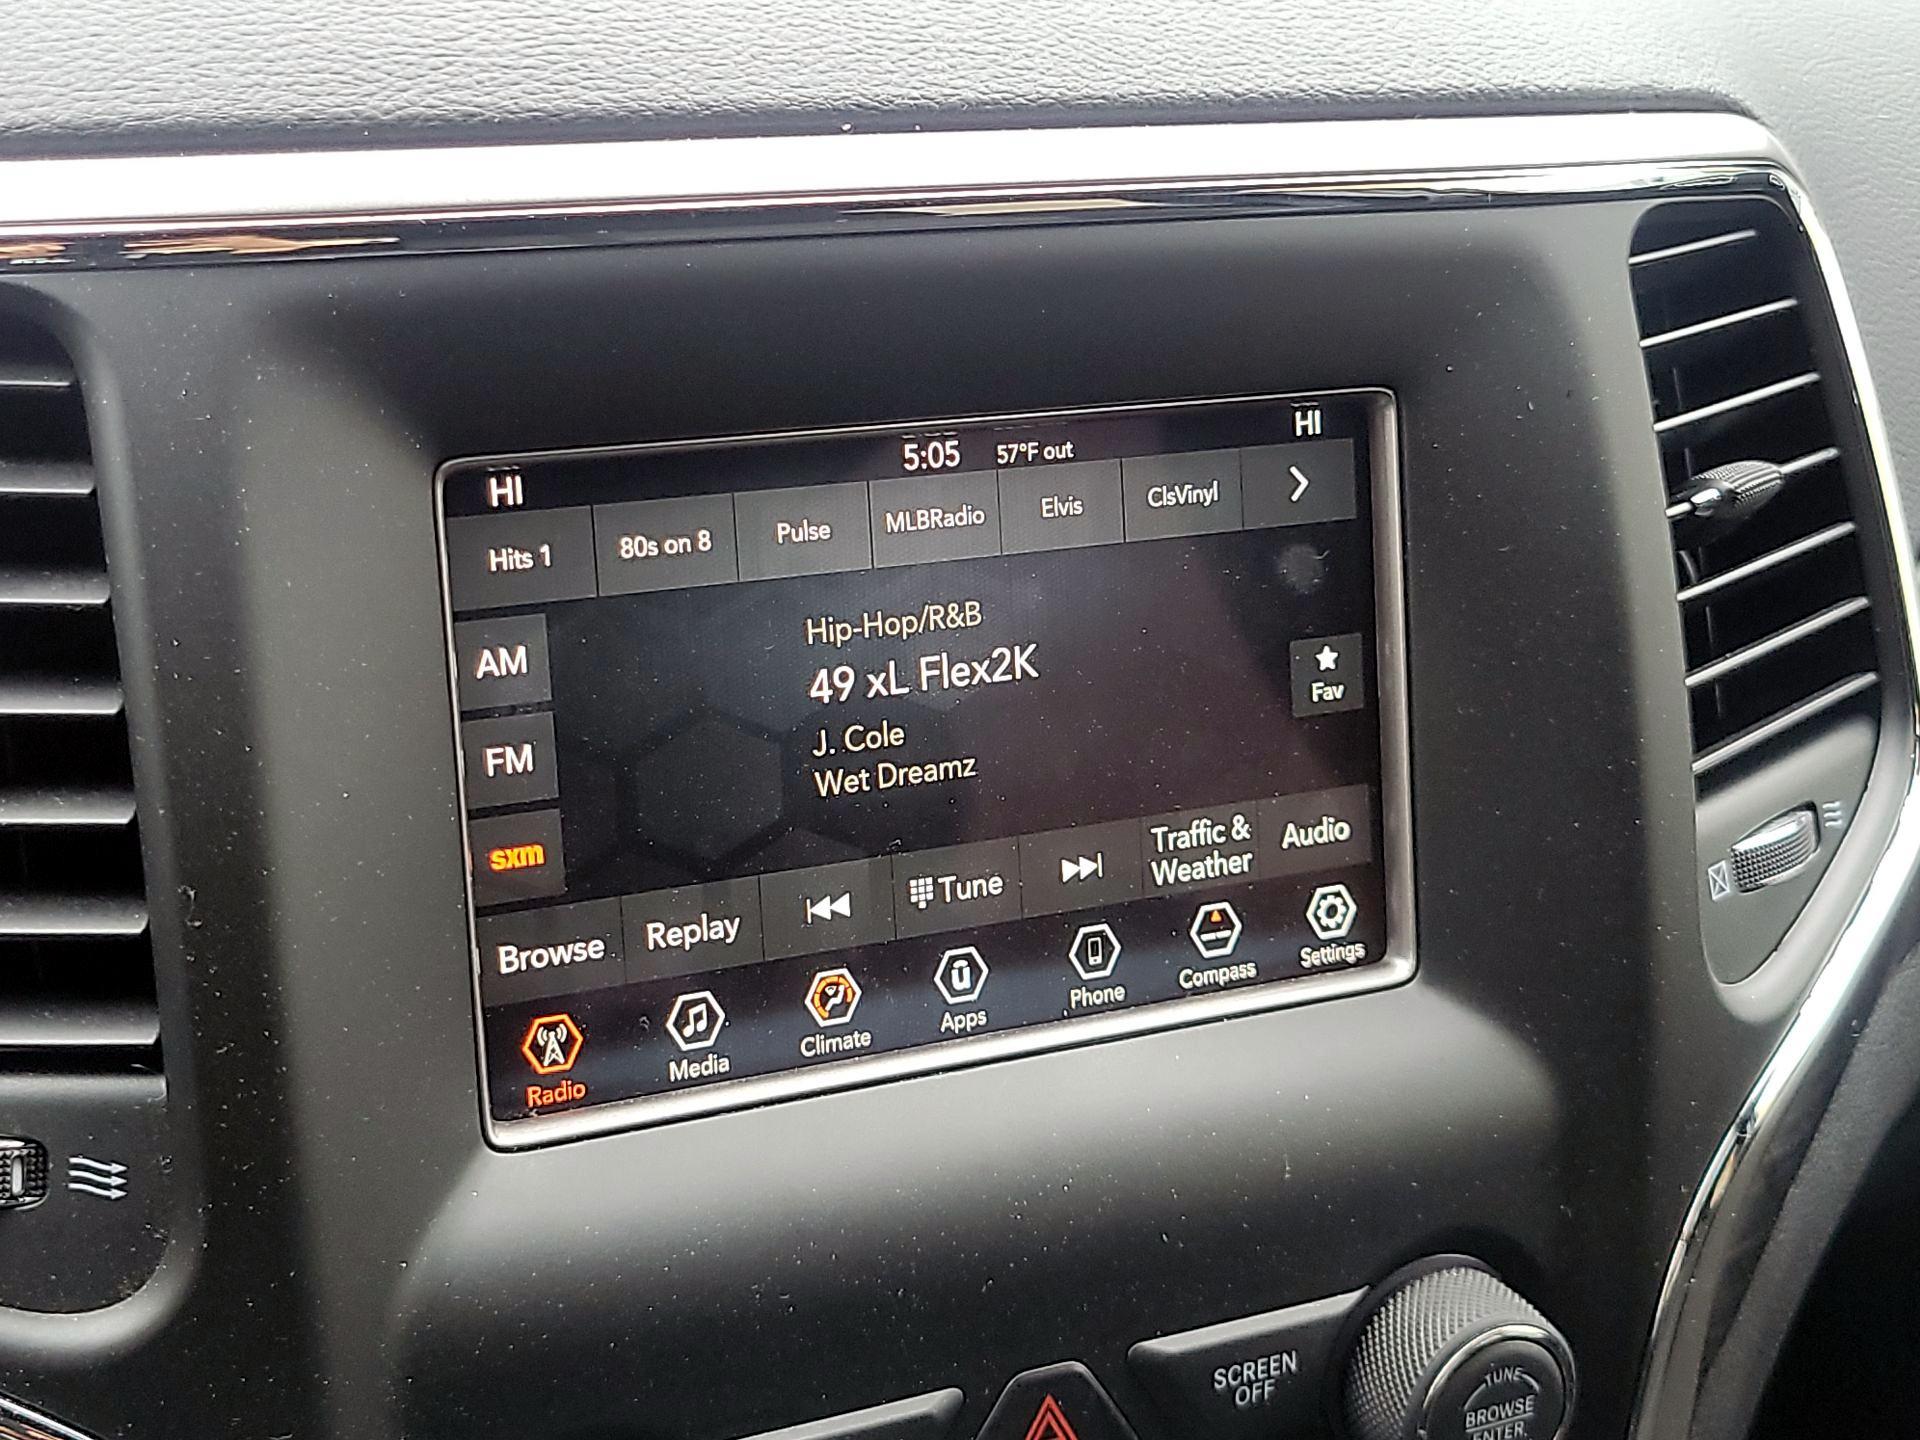 HI
5:05 57°F out
HI
Hits 1
80s on 8
Pulse
MLBRadio
Elvis
ClsVinyl
AM
FM
sxm
Hip-Hop/R&B
49 xL Flex2K
J. Cole
Wet Dreamz
Fav
Browse
Replay
Tune
Traffic &
Weather
Audio
Radio
Media
Climate
Apps
Phone
Compass
Settings
SCREEN
OFF
TUNE
BROWSE
ENTER